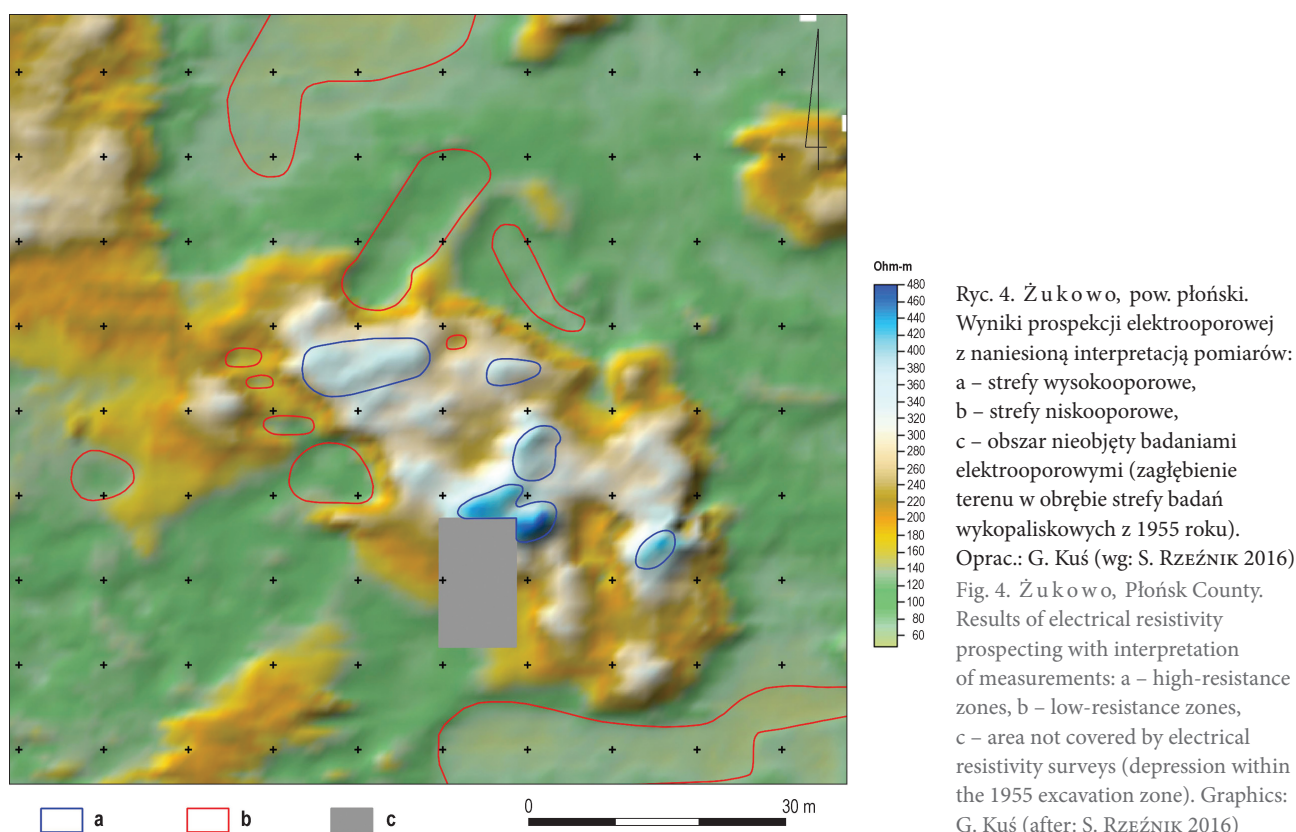 Ohm-m
480
460
440
420
400
380
360
340
320
300
280
260
240
220
200
180
160
140
120
100
80
60
Ryc. 4. Żukowo, pow. płoński.
Wyniki prospekcji elektrooporowej
z naniesioną interpretacją pomiarów:
a – strefy wysokooporowe,
b – strefy niskooporowe,
c – obszar nieobjęty badaniami
elektrooporowymi (zagłębienie
terenu w obrębie strefy badań
wykopaliskowych z 1955 roku).
Oprac.: G. Kuś (wg: S. Rzeźnik 2016)
Fig. 4. Żukowo, Płońsk County.
Results of electrical resistivity
prospecting with interpretation
of measurements: a – high-resistance
zones, b – low-resistance zones,
c – area not covered by electrical
resistivity surveys (depression within
the 1955 excavation zone). Graphics:
G. Kuś (after: S. Rzeźnik 2016)
a b c 0 30 m